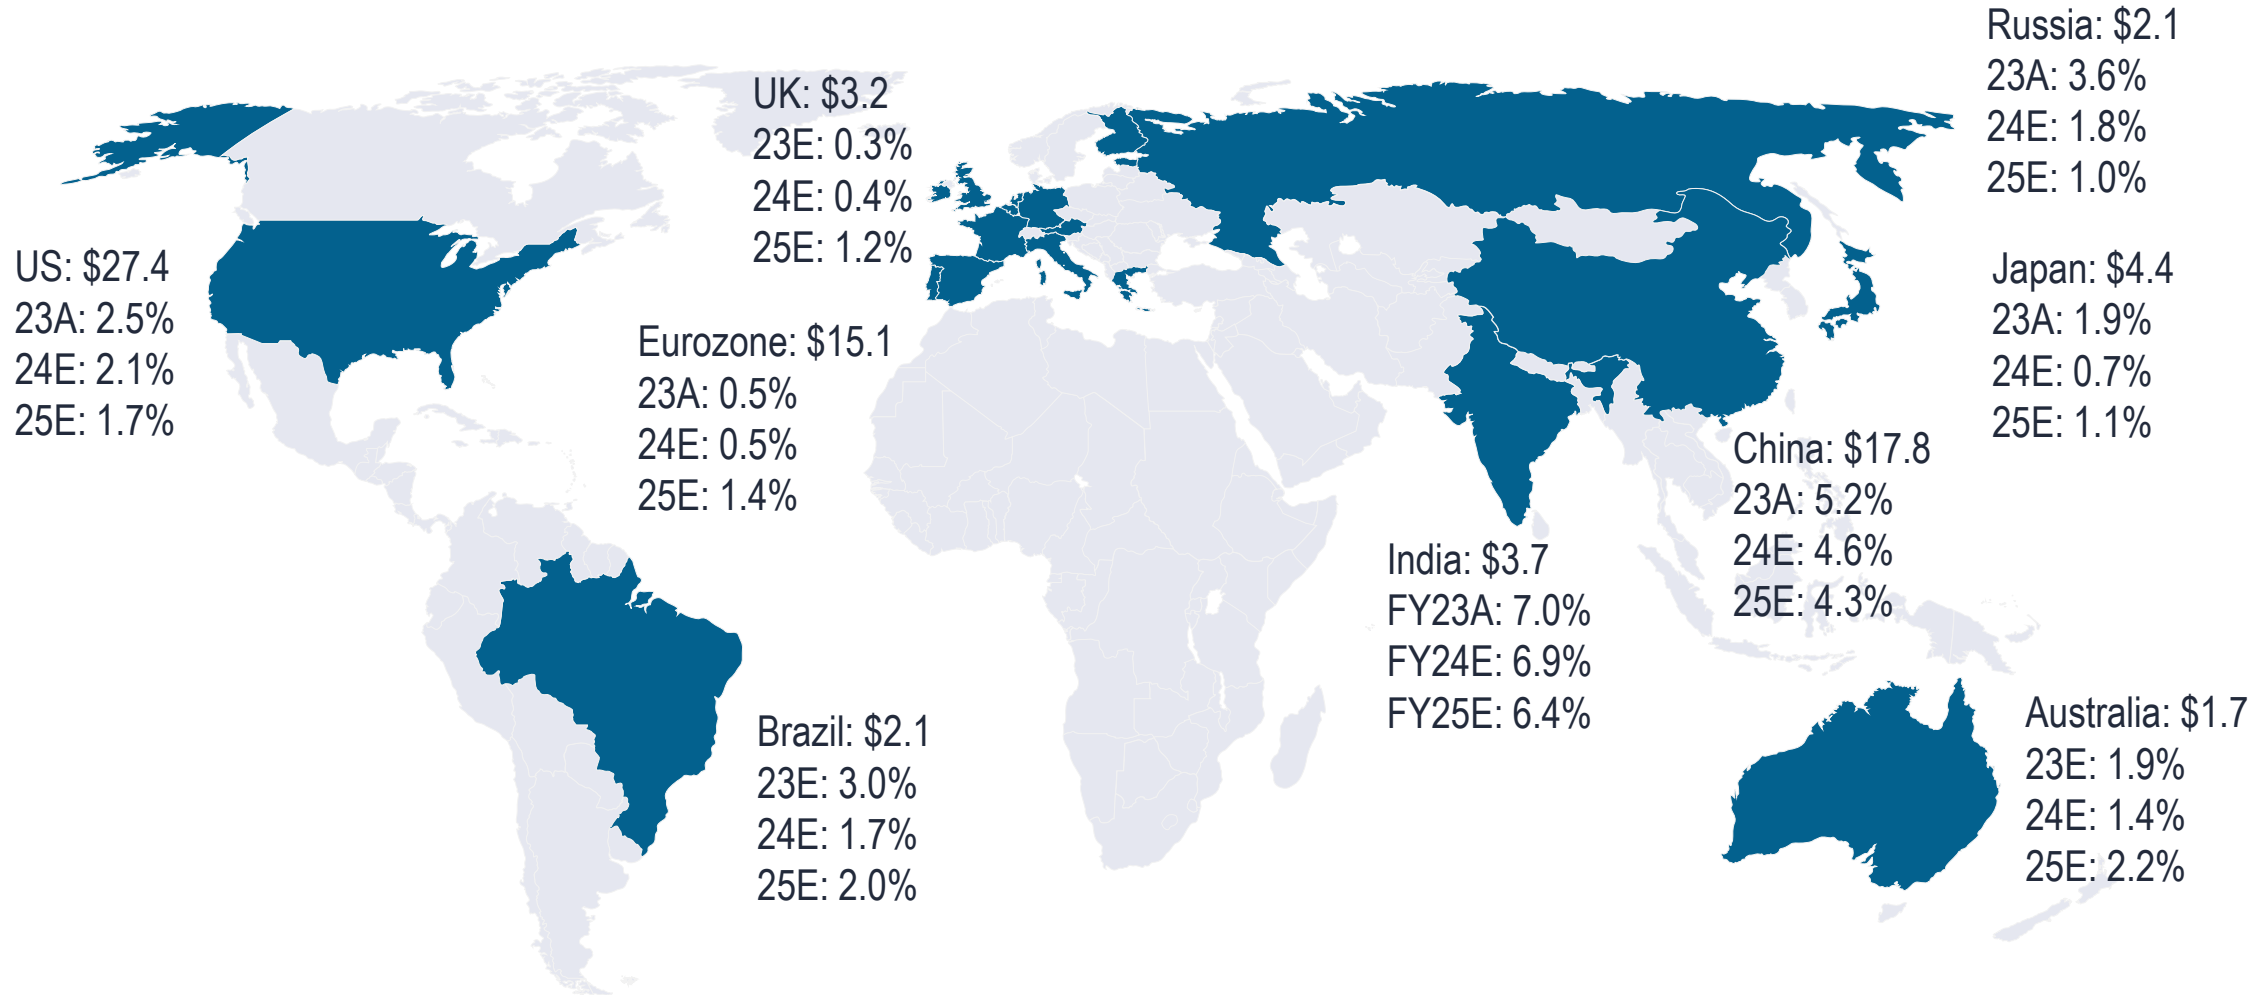 US: $27.4
23A: 2.5%
24E: 2.1%
25E: 1.7%
UK: $3.2
23E: 0.3%
24E: 0.4%
25E: 1.2%
Eurozone: $15.1
23A: 0.5%
24E: 0.5%
25E: 1.4%
Brazil: $2.1
23E: 3.0%
24E: 1.7%
25E: 2.0%
Russia: $2.1
23A: 3.6%
24E: 1.8%
25E: 1.0%
Japan: $4.4
23A: 1.9%
24E: 0.7%
25E: 1.1%
China: $17.8
23A: 5.2%
24E: 4.6%
25E: 4.3%
India: $3.7
FY23A: 7.0%
FY24E: 6.9%
FY25E: 6.4%
Australia: $1.7
23E: 1.9%
24E: 1.4%
25E: 2.2%